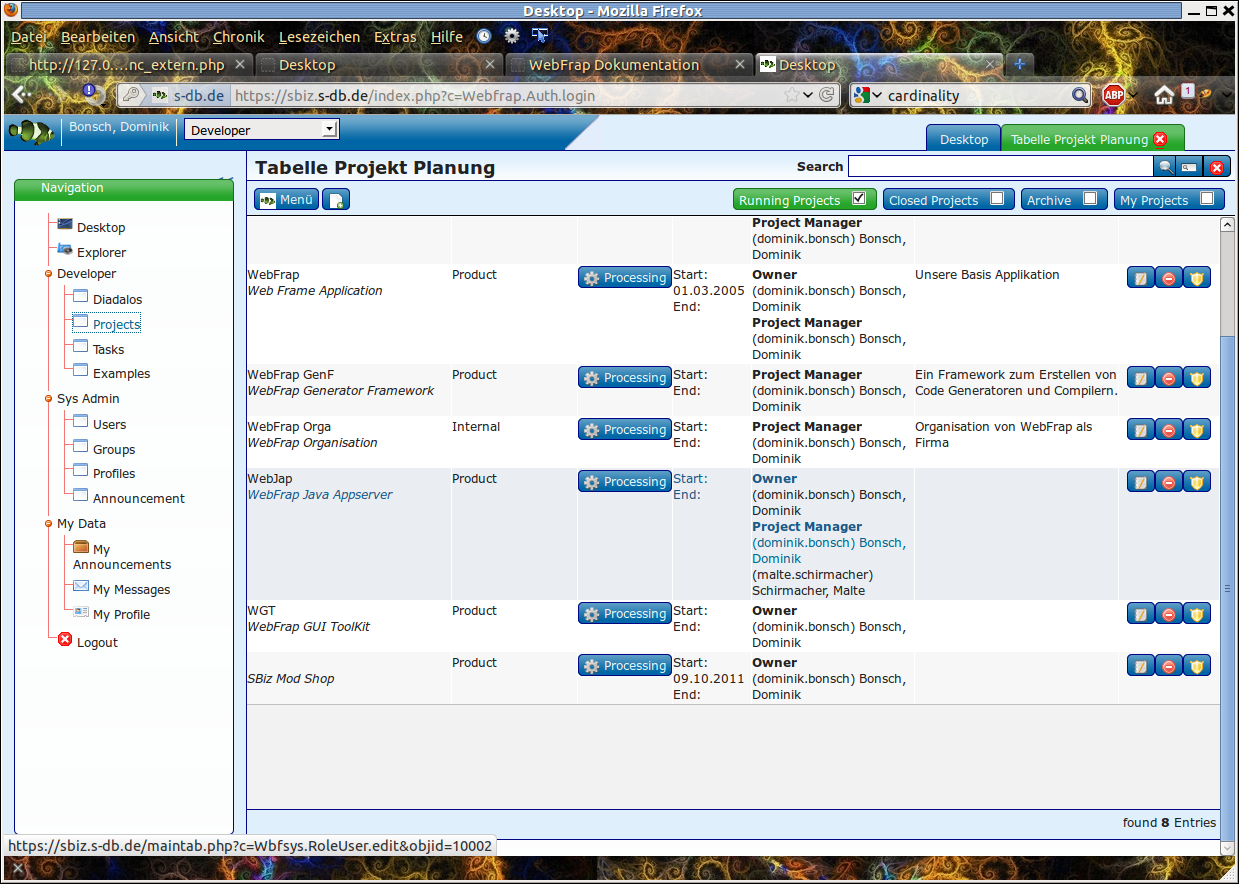 Desktop - Mozilla Firefox
Datei Bearbeiten Ansicht Chronik Lesezeichen Extras Hilfe
http://127.0....nc_extern.php Desktop WebFrap Dokumentation Desktop
s-db.de https://sbiz.s-db.de/index.php?c=Webfrap.Auth.login cardinality ABP 1
Bonsch, Dominik Developer Desktop Tabelle Projekt Planung
Tabelle Projekt Planung Search
Navigation
Menü Running Projects Closed Projects Archive My Projects
Desktop
Explorer
Developer
Diadalos
Projects
Tasks
Examples
Sys Admin
Users
Groups
Profiles
Announcement
My Data
My
Announcements
My Messages
My Profile
Logout
Project Manager
(dominik.bonsch) Bonsch,
Dominik
WebFrap Product Processing Start: Owner Unsere Basis Applikation
Web Frame Application 01.03.2005 (dominik.bonsch) Bonsch,
End: Dominik
Project Manager
(dominik.bonsch) Bonsch,
Dominik
WebFrap GenF Product Processing Start: Project Manager Ein Framework zum Erstellen von
WebFrap Generator Framework End: (dominik.bonsch) Bonsch, Code Generatoren und Compilern.
Dominik
WebFrap Orga Internal Processing Start: Project Manager Organisation von WebFrap als
WebFrap Organisation End: (dominik.bonsch) Bonsch, Firma
Dominik
WebJap Product Processing Start: Owner
WebFrap Java Appserver End: (dominik.bonsch) Bonsch,
Dominik
Project Manager
(dominik.bonsch) Bonsch,
Dominik
(malte.schirmacher)
Schirmacher, Malte
WGT Product Processing Start: Owner
WebFrap GUI ToolKit End: (dominik.bonsch) Bonsch,
Dominik
Product Processing Start: Owner
SBiz Mod Shop 09.10.2011 (dominik.bonsch) Bonsch,
End: Dominik
found 8 Entries
https://sbiz.s-db.de/maintab.php?c=Wbfsys.RoleUser.edit&objid=10002